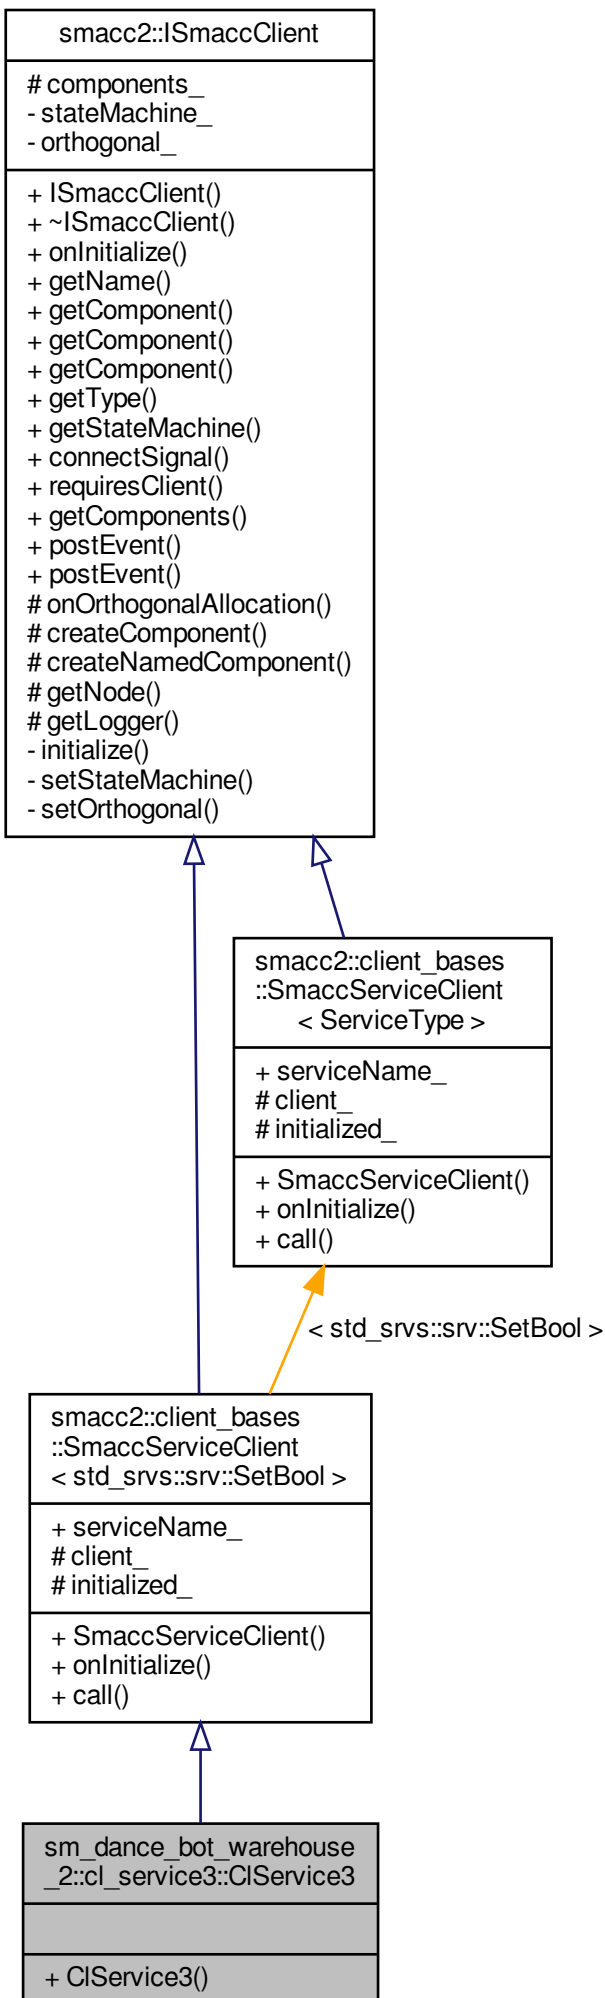 smacc2::ISmaccClient
# components_
- stateMachine_
- orthogonal_
+ ISmaccClient()
+ ~ISmaccClient()
+ onInitialize()
+ getName()
+ getComponent()
+ getComponent()
+ getComponent()
+ getType()
+ getStateMachine()
+ connectSignal()
+ requiresClient()
+ getComponents()
+ postEvent()
+ postEvent()
# onOrthogonalAllocation()
# createComponent()
# createNamedComponent()
# getNode()
# getLogger()
- initialize()
- setStateMachine()
- setOrthogonal()
smacc2::client_bases
::SmaccServiceClient
< ServiceType >
+ serviceName_
# client_
# initialized_
+ SmaccServiceClient()
+ onInitialize()
+ call()
< std_srvs::srv::SetBool >
smacc2::client_bases
::SmaccServiceClient
< std_srvs::srv::SetBool >
+ serviceName_
# client_
# initialized_
+ SmaccServiceClient()
+ onInitialize()
+ call()
sm_dance_bot_warehouse
_2::cl_service3::ClService3
+ ClService3()